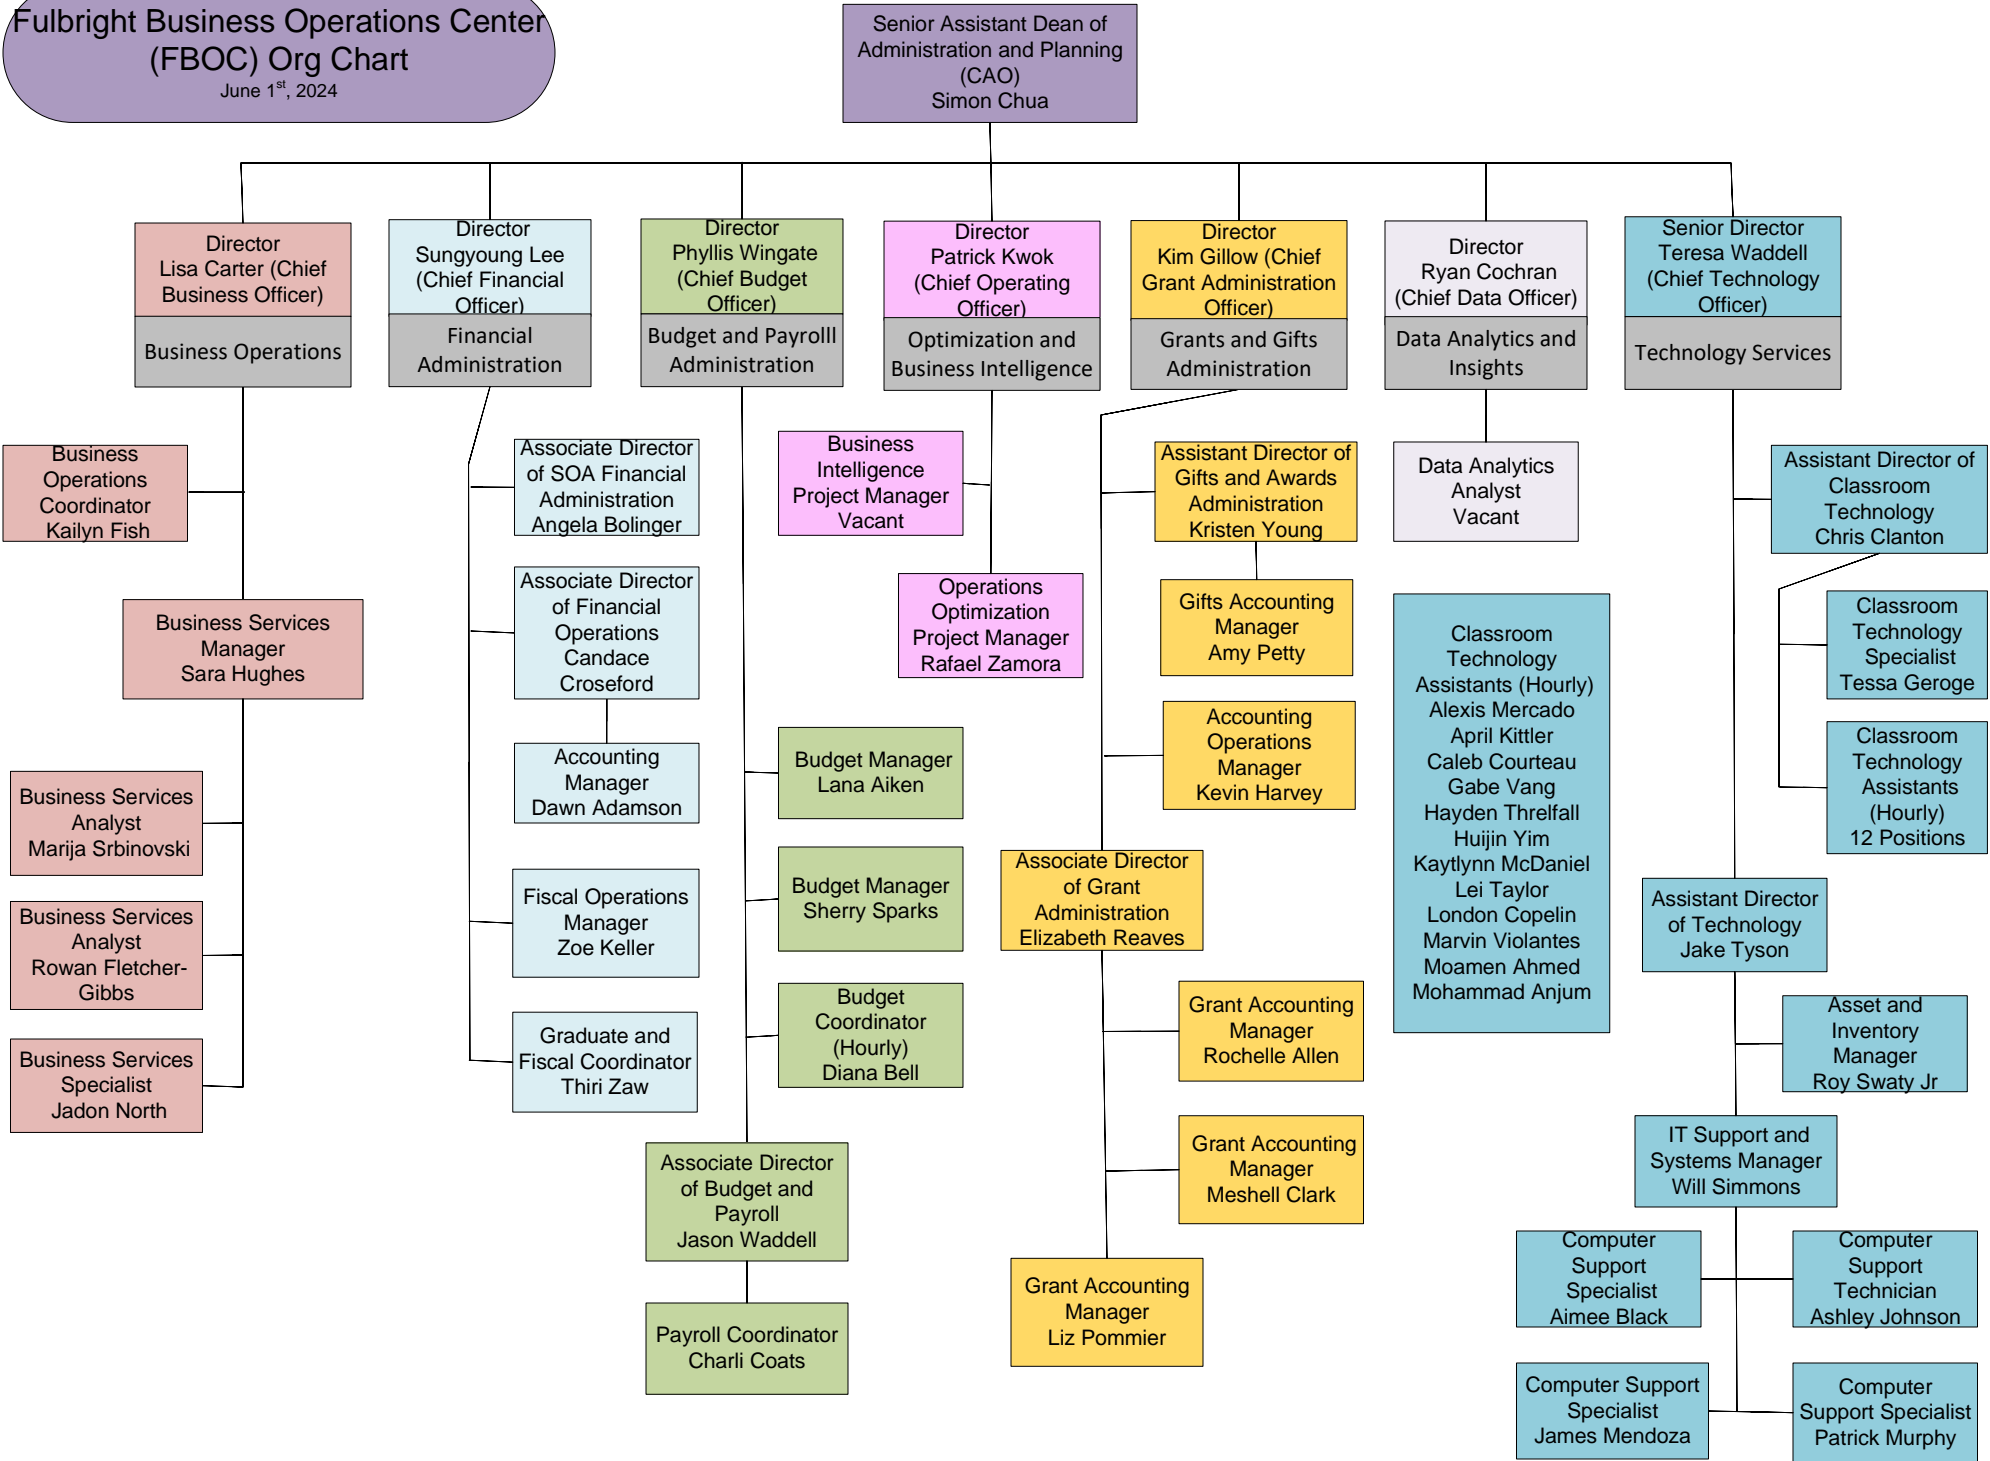 Fulbright Business Operations Center
(FBOC) Org Chart
June 1st, 2024
Senior Assistant Dean of
Administration and Planning
(CAO)
Simon Chua
Director
Lisa Carter (Chief
Business Officer)
Business Operations
Director
Sungyoung Lee
(Chief Financial
Officer)
Financial
Administration
Director
Phyllis Wingate
(Chief Budget
Officer)
Budget and Payrolll
Administration
Director
Patrick Kwok
(Chief Operating
Officer)
Optimization and
Business Intelligence
Director
Kim Gillow (Chief
Grant Administration
Officer)
Grants and Gifts
Administration
Director
Ryan Cochran
(Chief Data Officer)
Data Analytics and
Insights
Senior Director
Teresa Waddell
(Chief Technology
Officer)
Technology Services
Business
Operations
Coordinator
Kailyn Fish
Business Services
Manager
Sara Hughes
Business Services
Analyst
Marija Srbinovski
Business Services
Analyst
Rowan Fletcher-
Gibbs
Business Services
Specialist
Jadon North
Associate Director
of SOA Financial
Administration
Angela Bolinger
Associate Director
of Financial
Operations
Candace
Croseford
Accounting
Manager
Dawn Adamson
Fiscal Operations
Manager
Zoe Keller
Graduate and
Fiscal Coordinator
Thiri Zaw
Budget Manager
Lana Aiken
Budget Manager
Sherry Sparks
Budget
Coordinator
(Hourly)
Diana Bell
Associate Director
of Budget and
Payroll
Jason Waddell
Payroll Coordinator
Charli Coats
Business
Intelligence
Project Manager
Vacant
Operations
Optimization
Project Manager
Rafael Zamora
Assistant Director of
Gifts and Awards
Administration
Kristen Young
Gifts Accounting
Manager
Amy Petty
Accounting
Operations
Manager
Kevin Harvey
Associate Director
of Grant
Administration
Elizabeth Reaves
Grant Accounting
Manager
Rochelle Allen
Grant Accounting
Manager
Meshell Clark
Grant Accounting
Manager
Liz Pommier
Data Analytics
Analyst
Vacant
Classroom
Technology
Assistants (Hourly)
Alexis Mercado
April Kittler
Caleb Courteau
Gabe Vang
Hayden Threlfall
Huijin Yim
Kaytlynn McDaniel
Lei Taylor
London Copelin
Marvin Violantes
Moamen Ahmed
Mohammad Anjum
Assistant Director of
Classroom
Technology
Chris Clanton
Classroom
Technology
Specialist
Tessa Geroge
Classroom
Technology
Assistants
(Hourly)
12 Positions
Assistant Director
of Technology
Jake Tyson
Asset and
Inventory
Manager
Roy Swaty Jr
IT Support and
Systems Manager
Will Simmons
Computer
Support
Specialist
Aimee Black
Computer
Support
Technician
Ashley Johnson
Computer Support
Specialist
James Mendoza
Computer
Support Specialist
Patrick Murphy